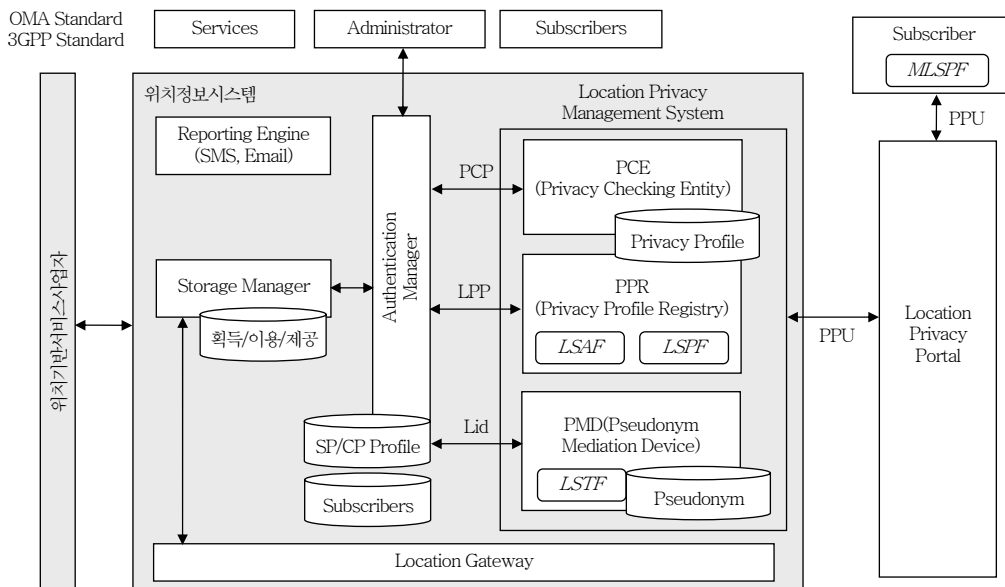 OMA Standard
3GPP Standard
Services
Administrator
Subscribers
Subscriber
MLSPF
PPU
위치기반서비스사업자
위치정보시스템
Location Privacy
Management System
Reporting Engine
(SMS, Email)
Authentication
Manager
PCP
PCE
(Privacy Checking Entity)
Privacy Profile
Storage Manager
획득/이용/제공
LPP
PPR
(Privacy Profile Registry)
LSAF
LSPF
PPU
Location
Privacy
Portal
SP/CP Profile
Lid
PMD(Pseudonym
Mediation Device)
LSTF
Pseudonym
Subscribers
Location Gateway